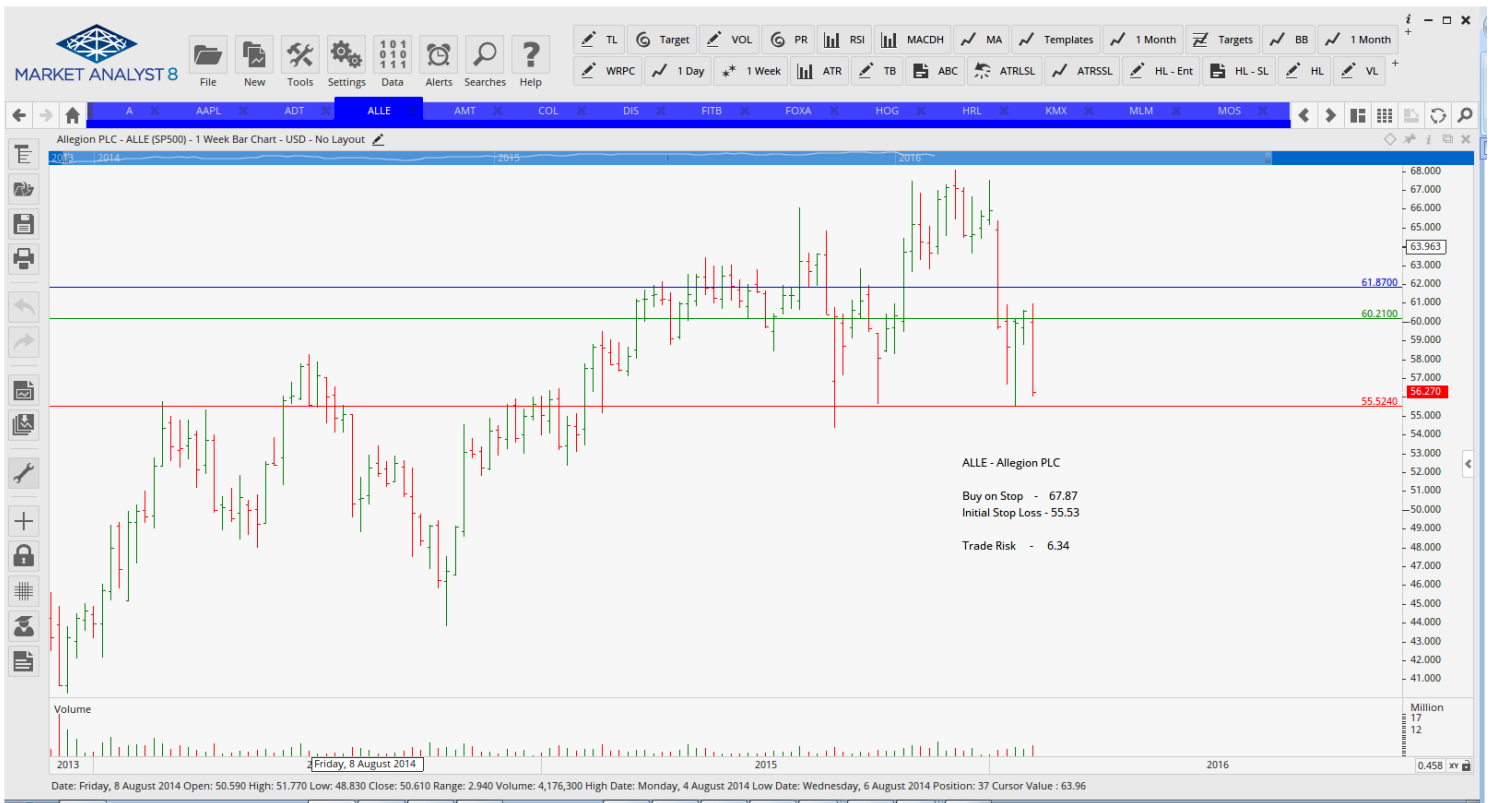 i
TL Target VOL PR RSI MACDH MA Templates 1 Month Targets BB 1 Month
MARKET ANALYST 8
File New Tools Settings Data Alerts Searches Help
WRPC 1 Day 1 Week ATR TB ABC ATRLSL ATRSSL HL - Ent HL - SL HL VL
A AAPL ADT ALLE AMT COL DIS FITB FOXA HOG HRL KMX MLM MOS
Allegion PLC - ALLE (SP500) - 1 Week Bar Chart - USD - No Layout
2013 2014 2015 2016
68.000
67.000
66.000
65.000
63.963
63.000
61.8700 62.000
61.000
60.2100
60.000
59.000
58.000
57.000
56.270
55.5240
55.000
54.000
53.000
52.000
51.000
50.000
49.000
48.000
47.000
46.000
45.000
44.000
43.000
42.000
41.000
ALLE - Allegion PLC
Buy on Stop - 67.87
Initial Stop Loss - 55.53
Trade Risk - 6.34
Volume
Million
17
12
2013 2 Friday, 8 August 2014 2015 2016 0.458 XY
Date: Friday, 8 August 2014 Open: 50.590 High: 51.770 Low: 48.830 Close: 50.610 Range: 2.940 Volume: 4,176,300 High Date: Monday, 4 August 2014 Low Date: Wednesday, 6 August 2014 Position: 37 Cursor Value : 63.96